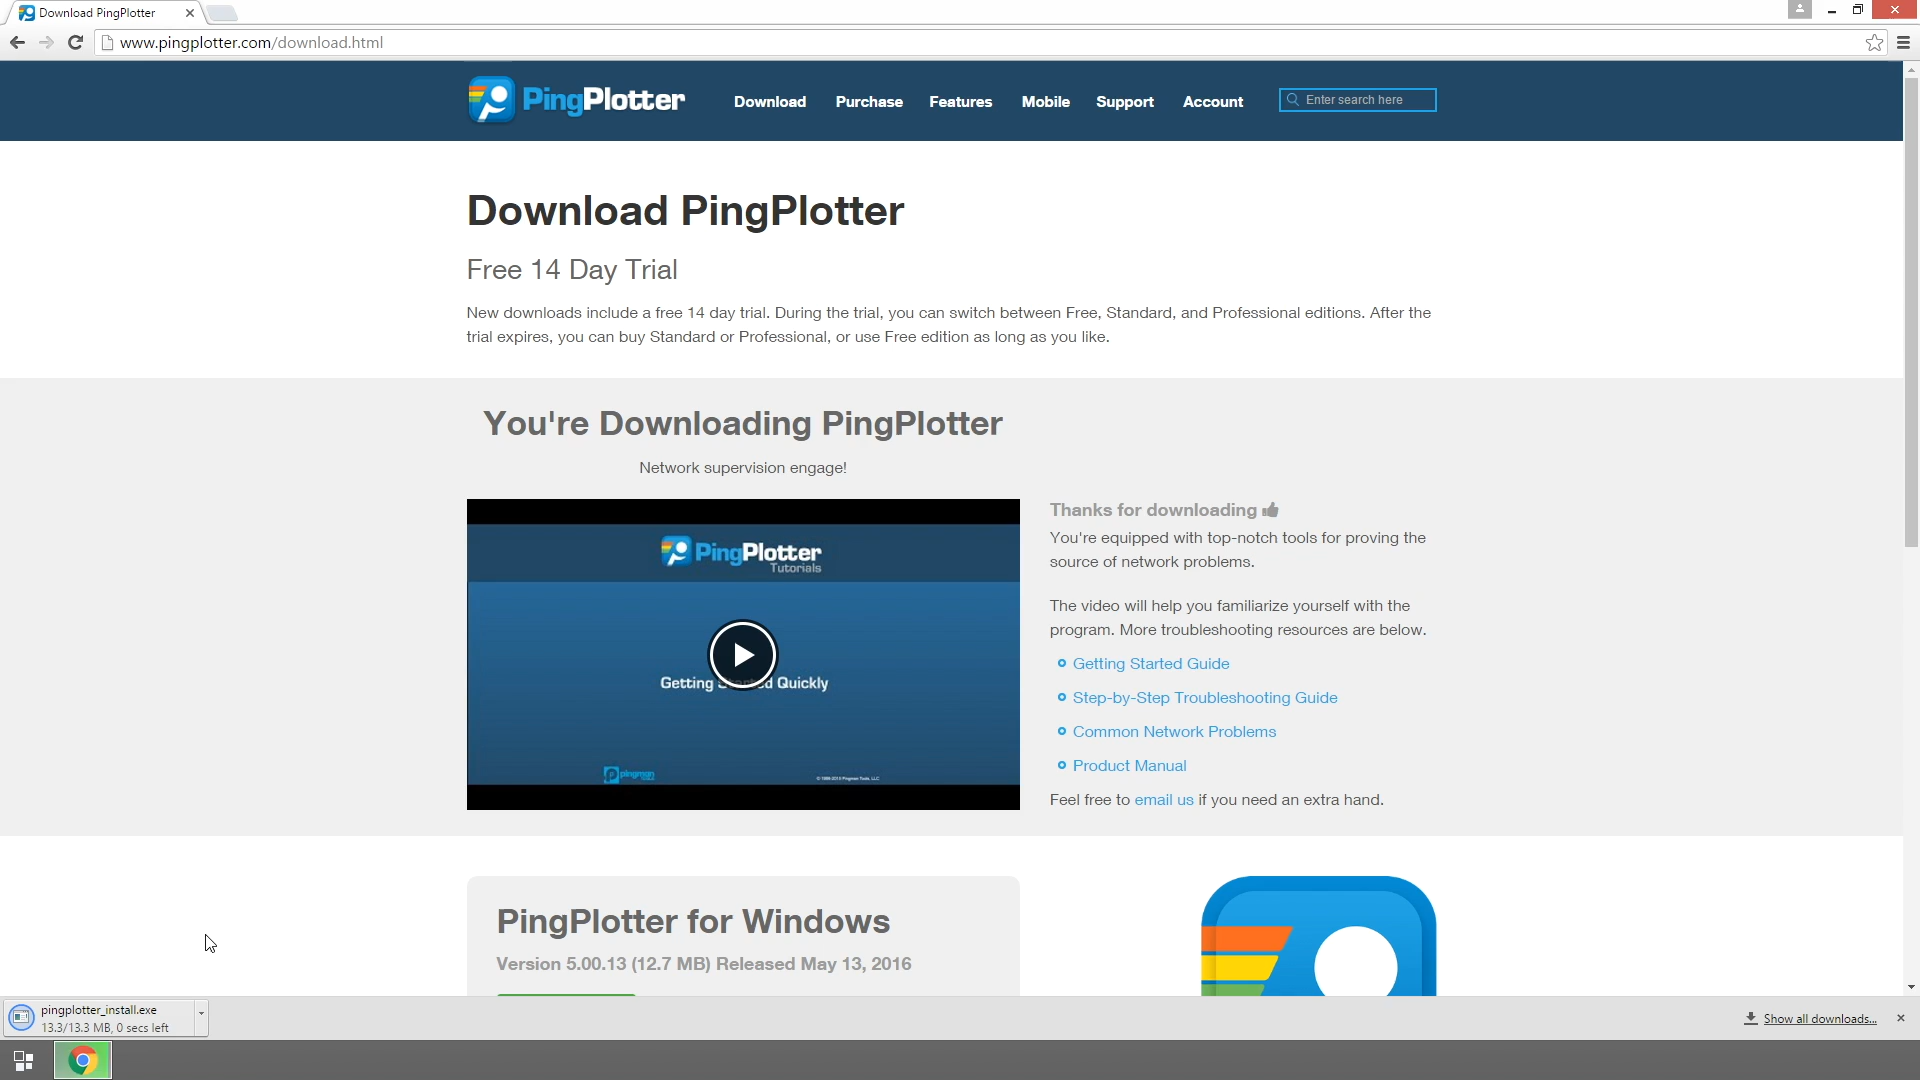 Download PingPlotter
www.pingplotter.com/download.html
PingPlotter
Download
Purchase
Features
Mobile
Support
Account
Enter search here
Download PingPlotter
Free 14 Day Trial
New downloads include a free 14 day trial. During the trial, you can switch between Free, Standard, and Professional editions. After the
trial expires, you can buy Standard or Professional, or use Free edition as long as you like.
You're Downloading PingPlotter
Network supervision engage!
PingPlotter
Tutorials
Getting Started Quickly
pingman
Thanks for downloading
You're equipped with top-notch tools for proving the
source of network problems.
The video will help you familiarize yourself with the
program. More troubleshooting resources are below.
Getting Started Guide
Step-by-Step Troubleshooting Guide
Common Network Problems
Product Manual
Feel free to email us if you need an extra hand.
PingPlotter for Windows
Version 5.00.13 (12.7 MB) Released May 13, 2016
pingplotter_install.exe
13.3/13.3 MB, 0 secs left
Show all downloads...